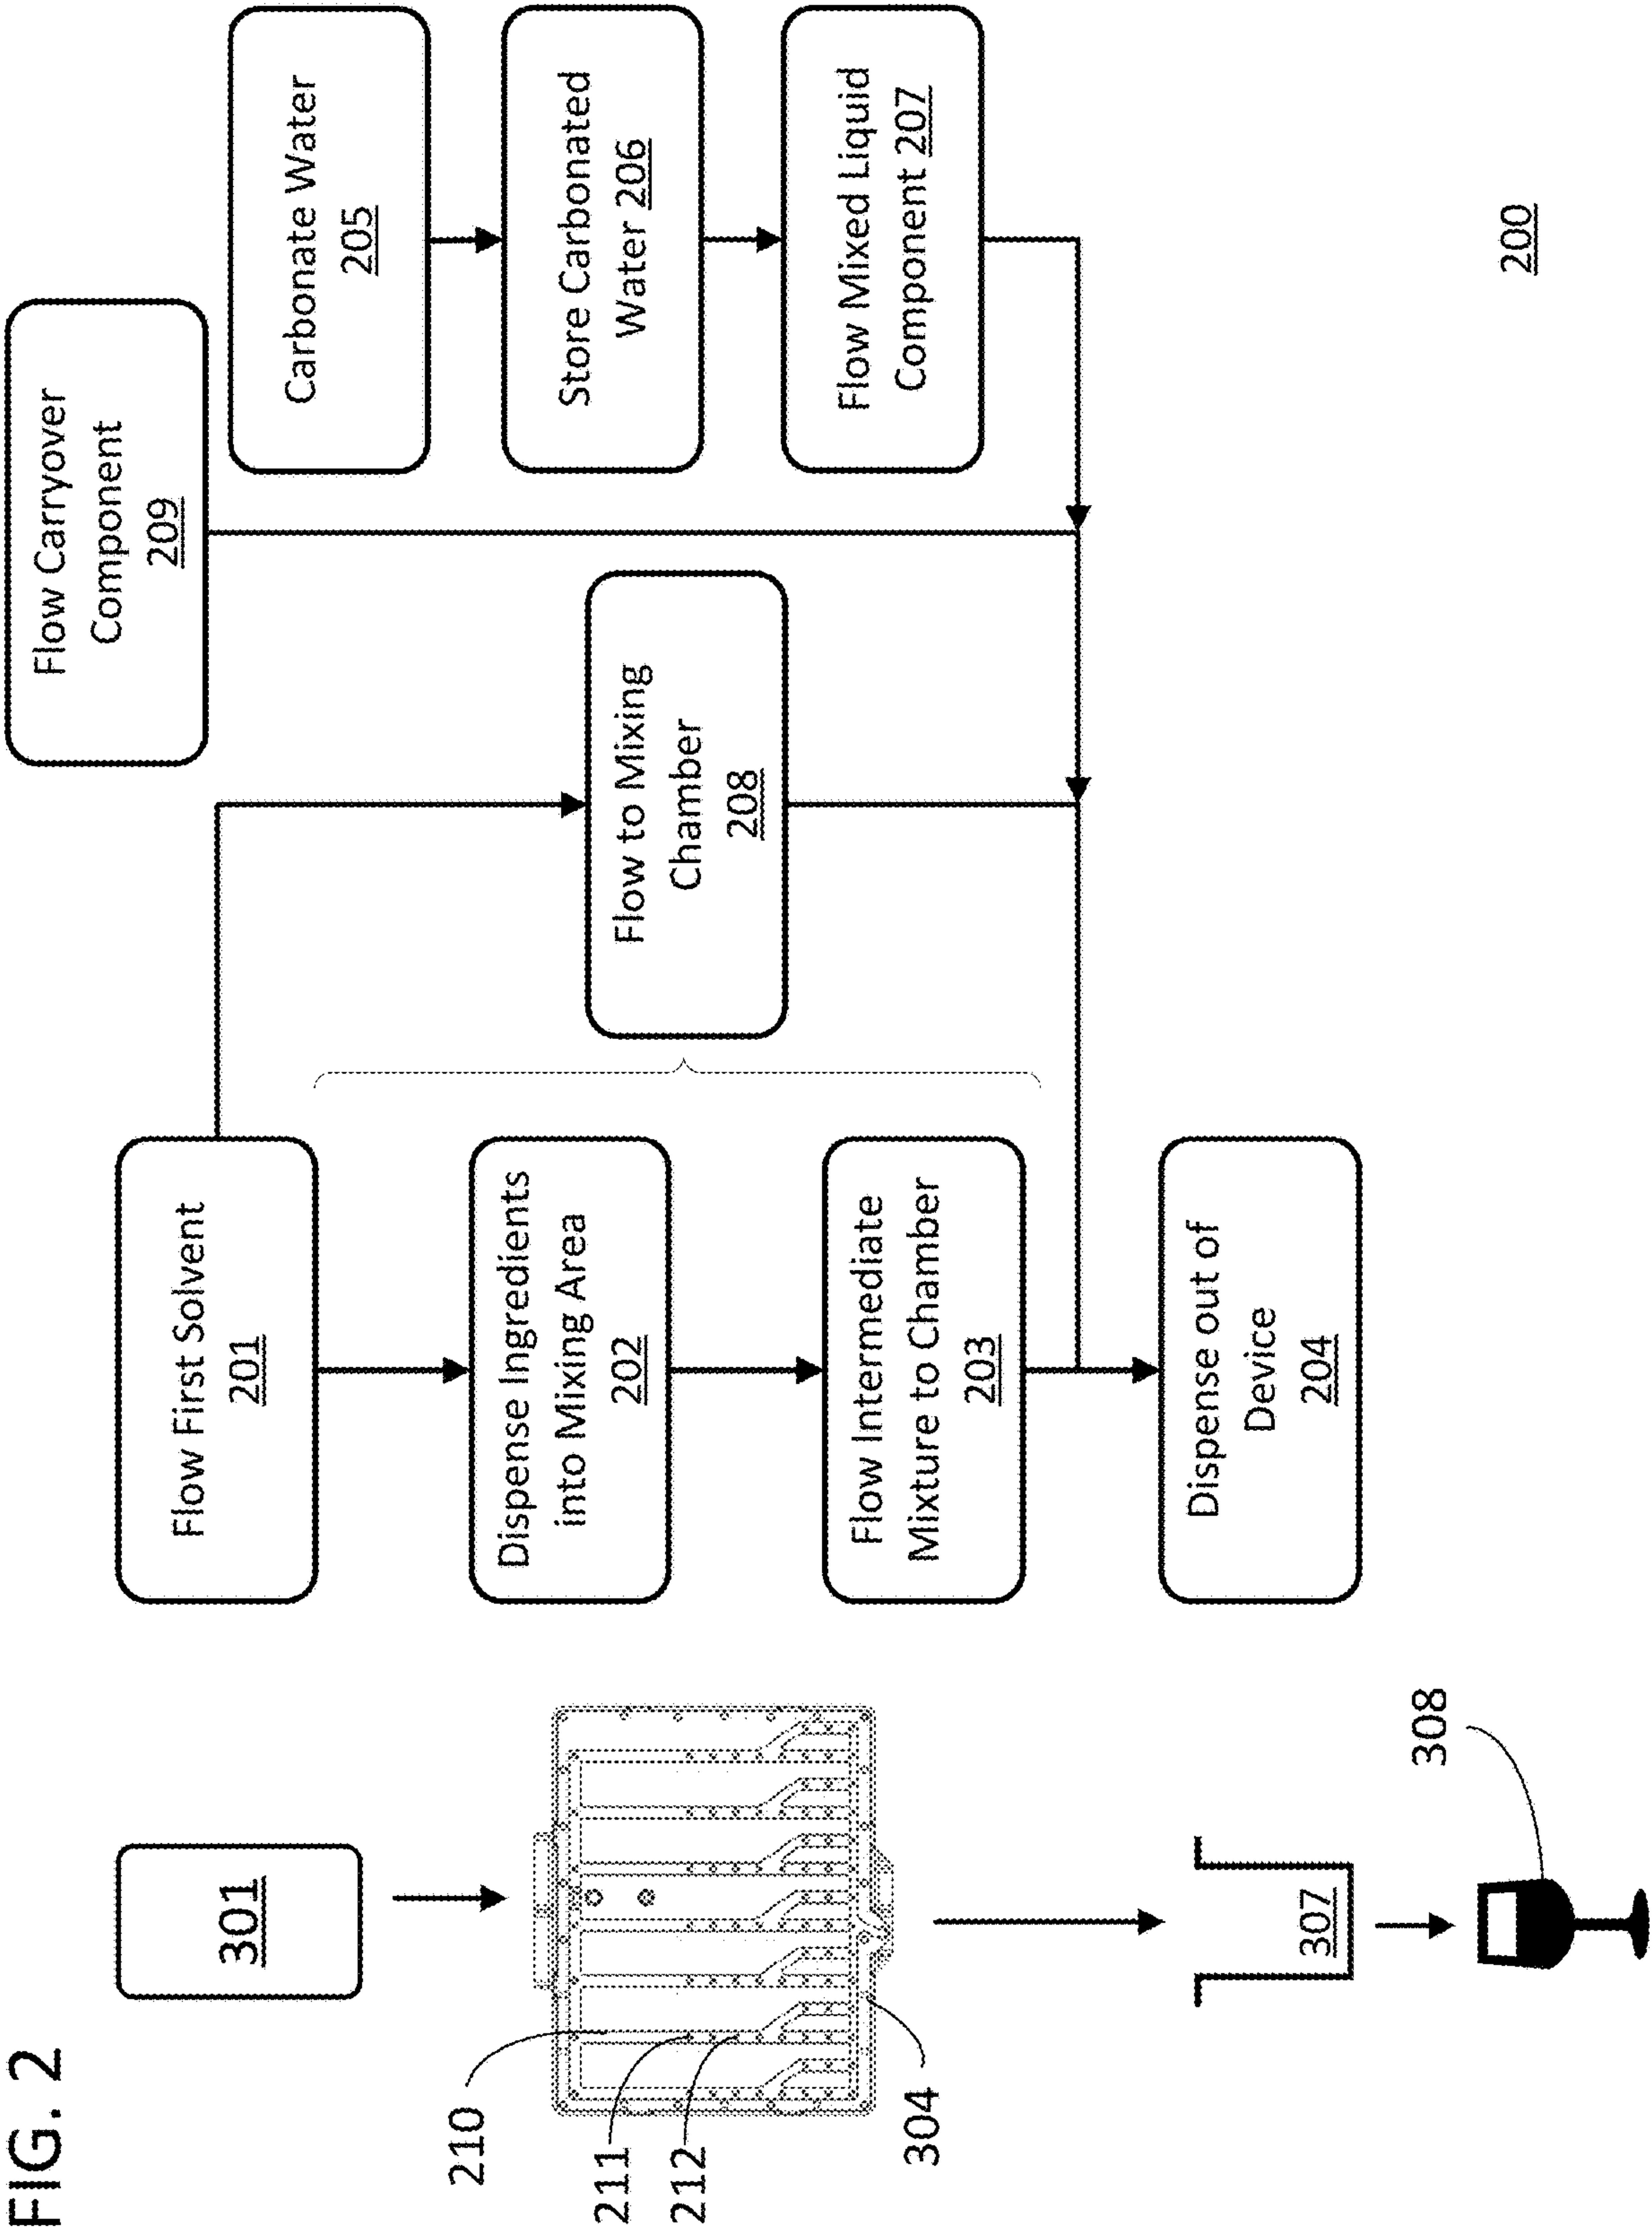 FIG. 2
301
210
211
212
304
307
308
Flow First Solvent
201
Dispense Ingredients
into Mixing Area
202
Flow Intermediate
Mixture to Chamber
203
Dispense out of
Device
204
Flow to Mixing
Chamber
208
Flow Carryover
Component
209
Carbonate Water
205
Store Carbonated
Water 206
Flow Mixed Liquid
Component 207
200